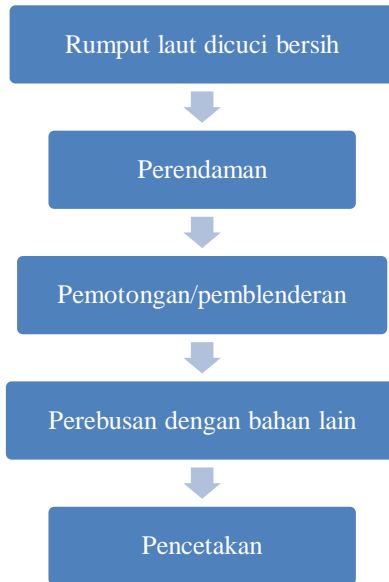 Rumput laut dicuci bersih
Perendaman
Pemotongan/pemblenderan
Perebusan dengan bahan lain
Pencetakan